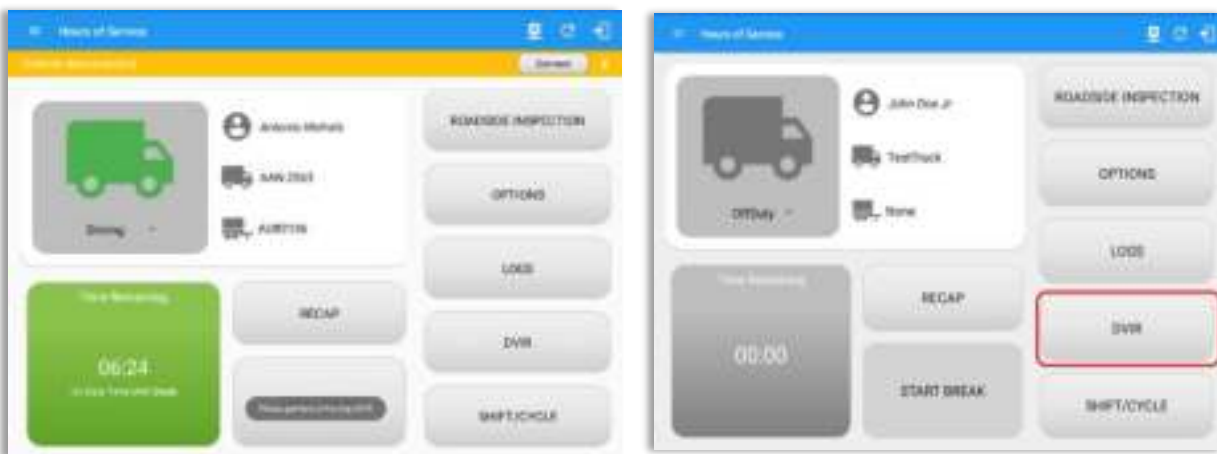 Hours of Service
Connect
ROADSIDE INSPECTION
OPTIONS
Driving
LOGS
Time Remaining
RECAP
06:24
DVIR
SHIFT/CYCLE
Hours of Service
John Doe Jr
ROADSIDE INSPECTION
TestTruck
OPTIONS
OffDuty
None
LOGS
Time Remaining
RECAP
00:00
DVIR
START BREAK
SHIFT/CYCLE